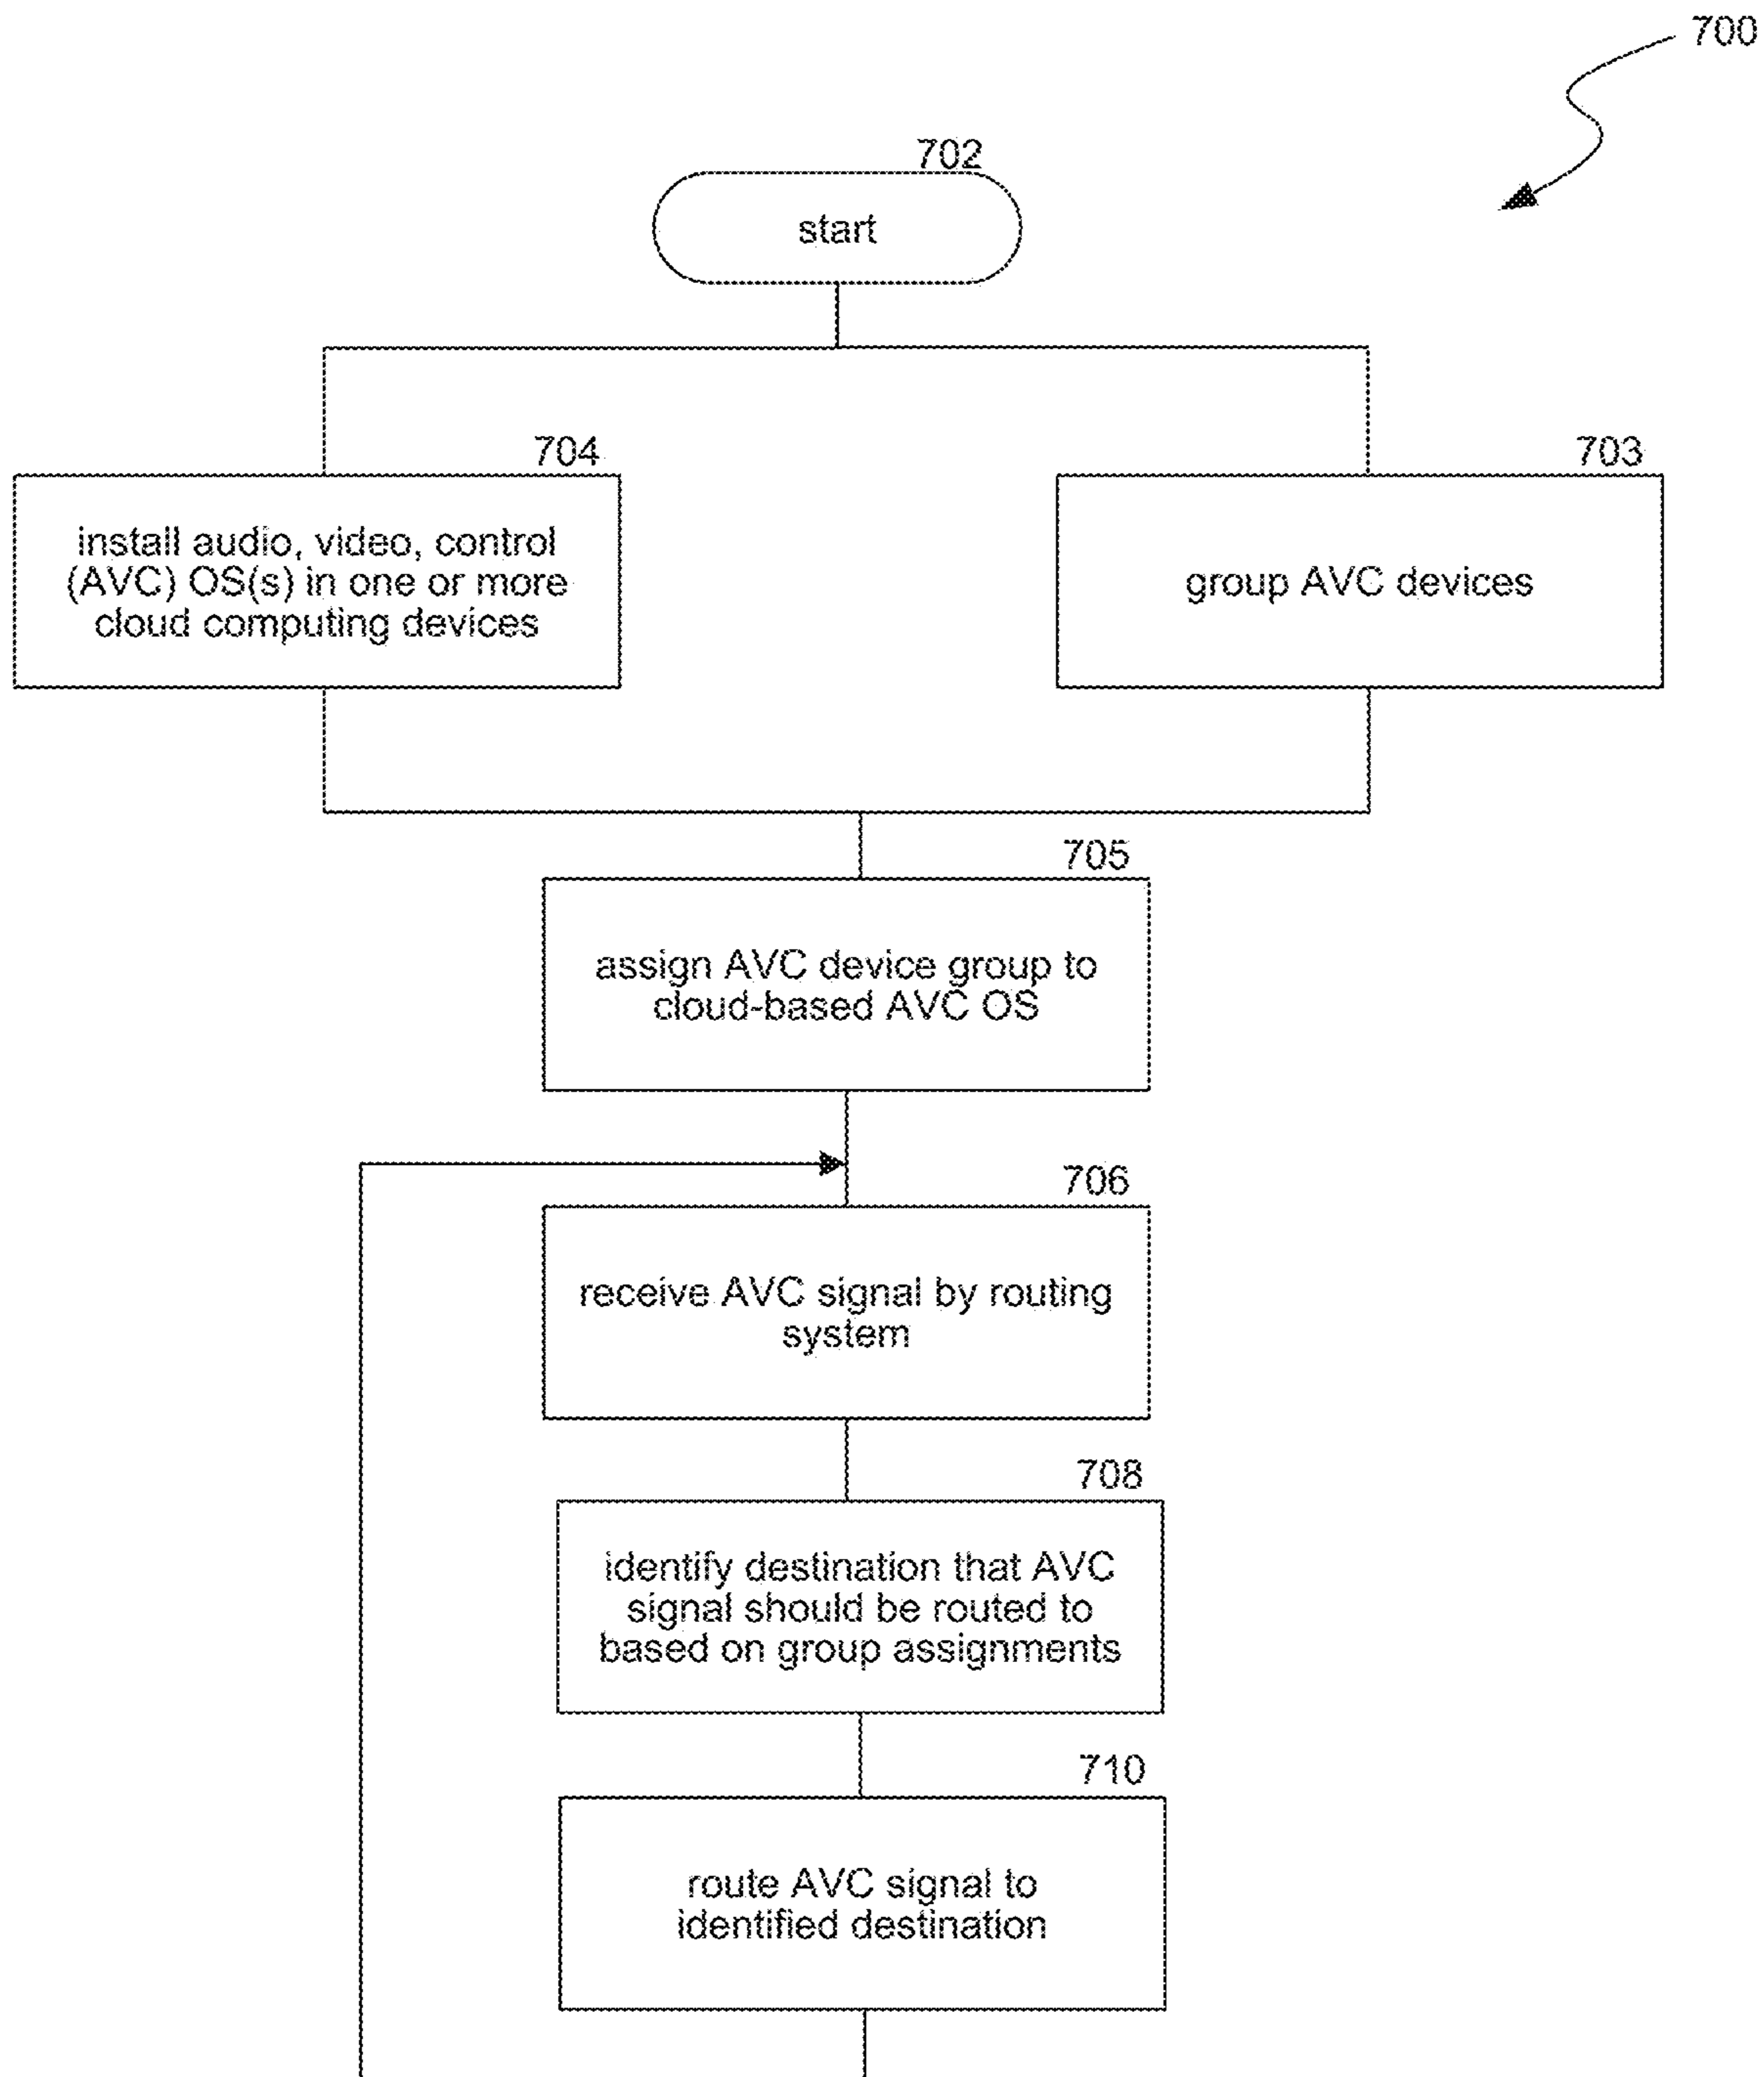 700
702
start
704
install audio, video, control
(AVC) OS(s) in one or more
cloud computing devices
703
group AVC devices
705
assign AVC device group to
cloud-based AVC OS
706
receive AVC signal by routing
system
708
identify destination that AVC
signal should be routed to
based on group assignments
710
route AVC signal to
identified destination